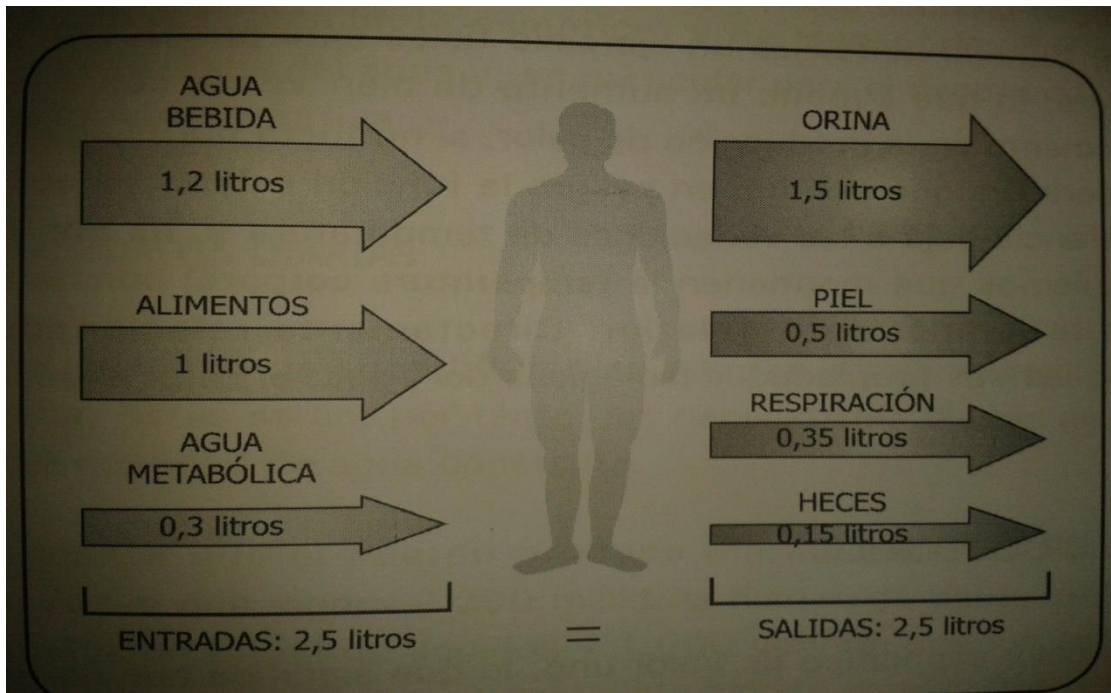 AGUA
BEBIDA
1,2 litros
ALIMENTOS
1 litros
AGUA
METABÓLICA
0,3 litros
ENTRADAS: 2,5 litros
=
ORINA
1,5 litros
PIEL
0,5 litros
RESPIRACIÓN
0,35 litros
HECES
0,15 litros
SALIDAS: 2,5 litros